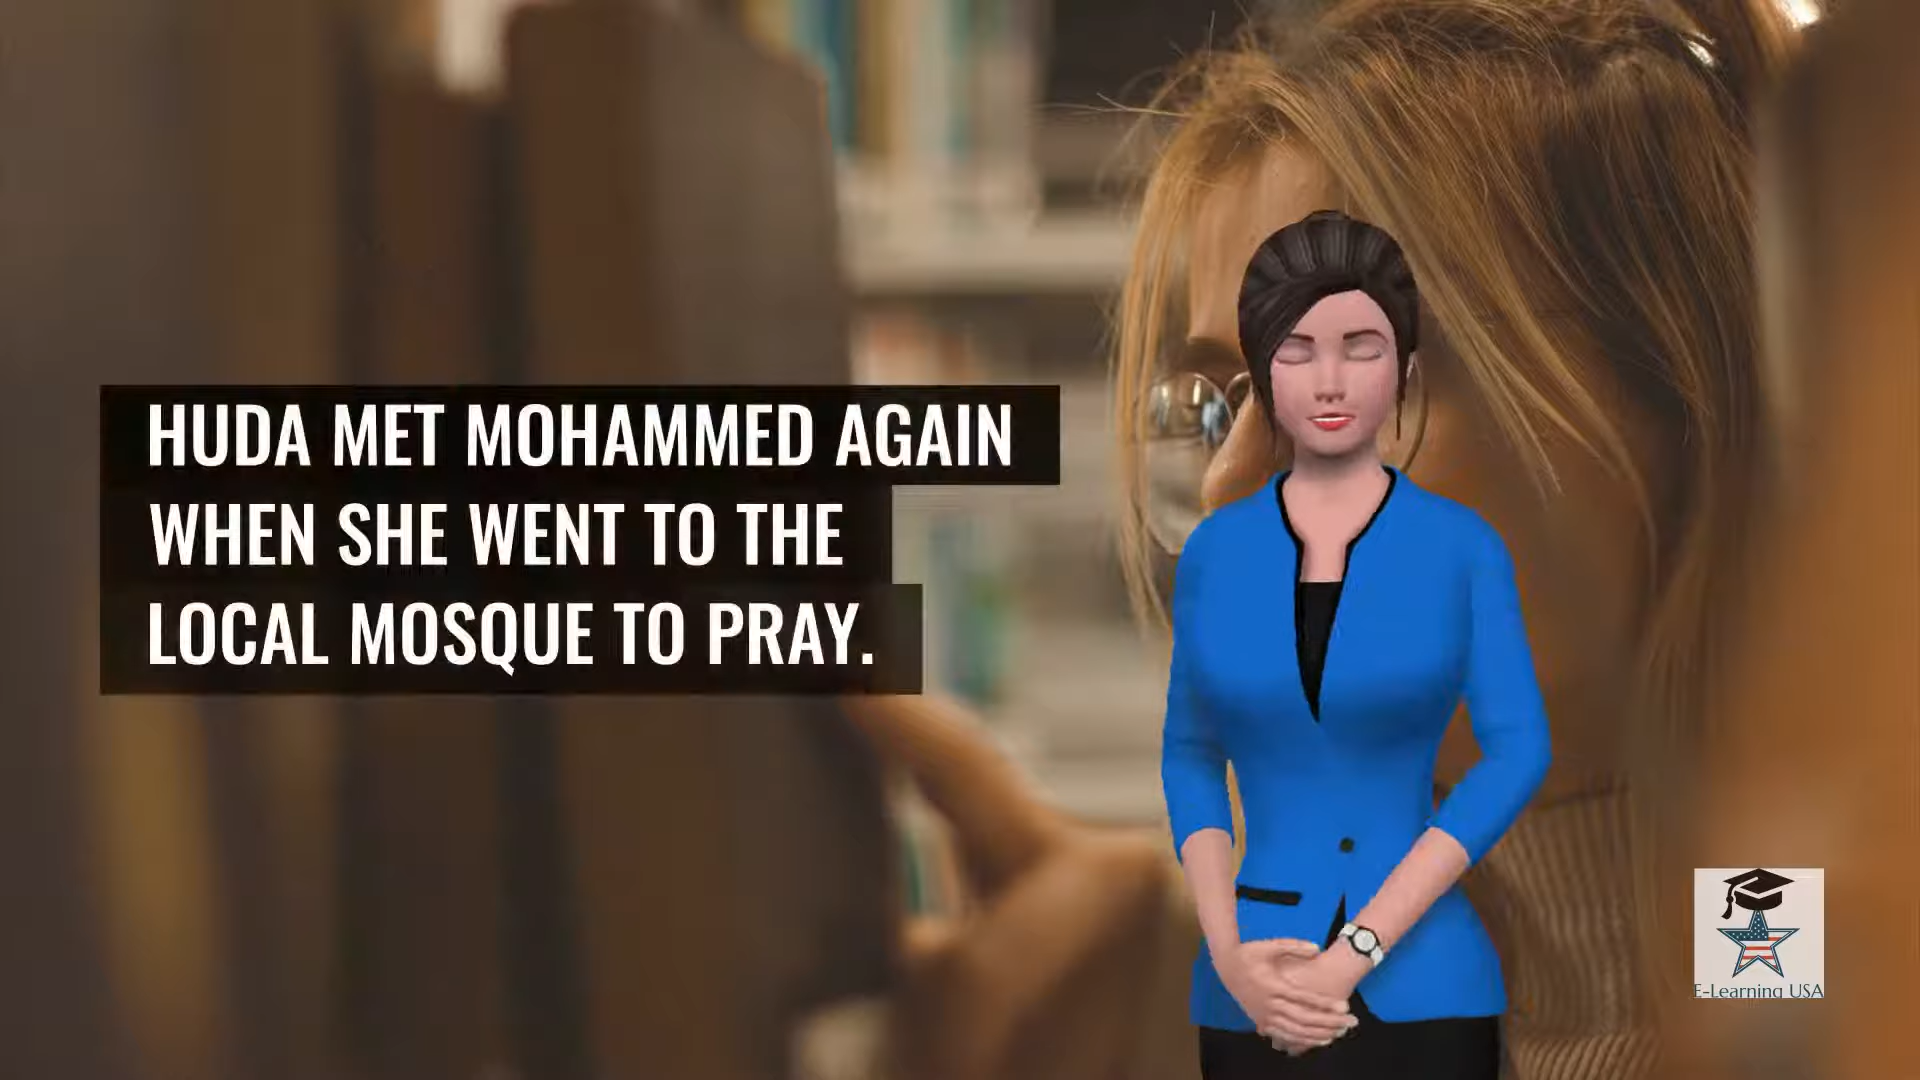 HUDA MET MOHAMMED AGAIN
WHEN SHE WENT TO THE
LOCAL MOSQUE TO PRAY.
E-Learning USA